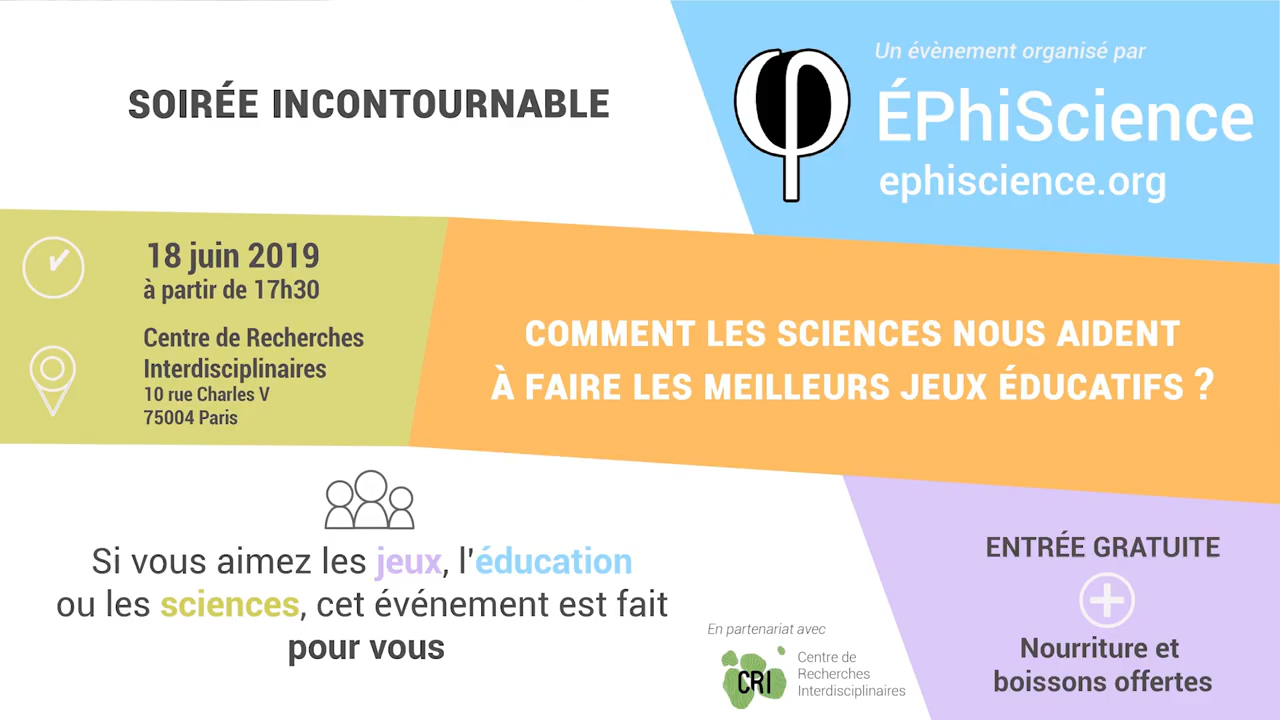 SOIRÉE INCONTOURNABLE
Un évènement organisé par
ÉPhiScience
ephiscience.org
18 juin 2019
à partir de 17h30
Centre de Recherches
Interdisciplinaires
10 rue Charles V
75004 Paris
COMMENT LES SCIENCES NOUS AIDENT
À FAIRE LES MEILLEURS JEUX ÉDUCATIFS ?
Si vous aimez les jeux, l'éducation
ou les sciences, cet événement est fait
pour vous
En partenariat avec
CRI
Centre de
Recherches
Interdisciplinaires
ENTRÉE GRATUITE
Nourriture et
boissons offertes